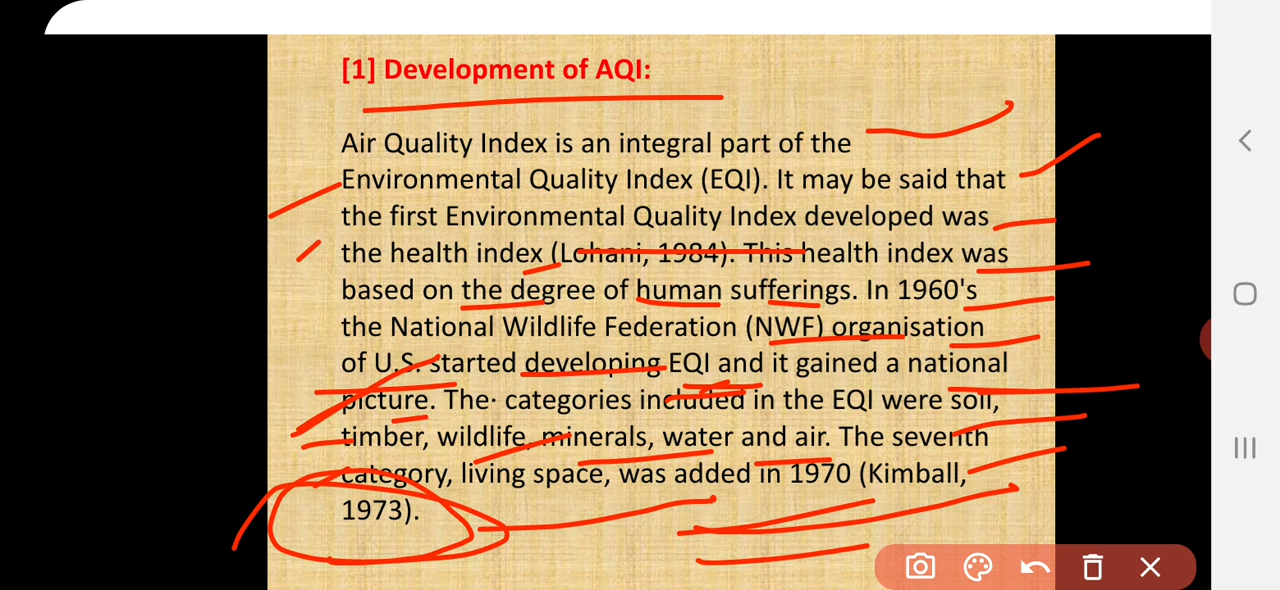 [1] Development of AQI:
Air Quality Index is an integral part of the
Environmental Quality Index (EQI). It may be said that
the first Environmental Quality Index developed was
the health index (Lohani, 1984). This health index was
based on the degree of human sufferings. In 1960's
the National Wildlife Federation (NWF) organisation
of U.S. started developing EQI and it gained a national
picture. The· categories included in the EQI were soil,
timber, wildlife, minerals, water and air. The seventh
category, living space, was added in 1970 (Kimball,
1973).